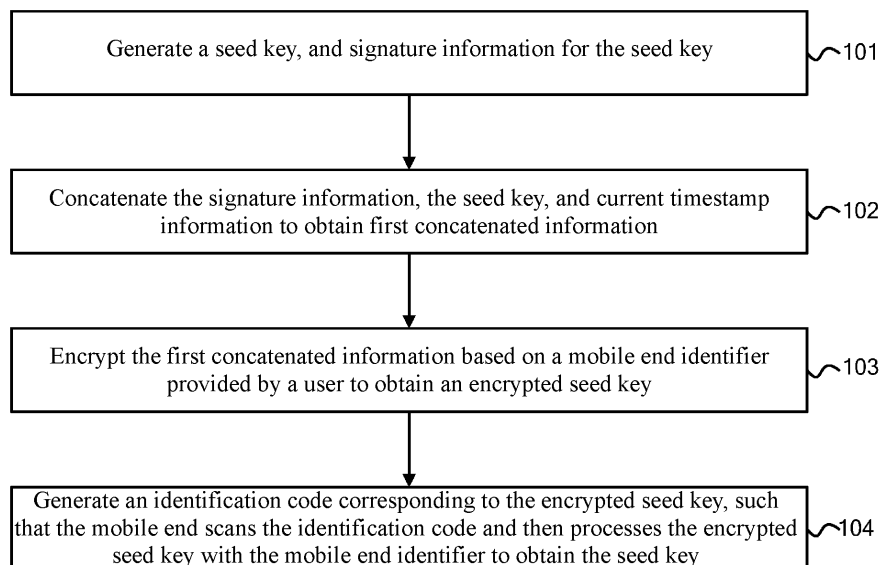 Generate a seed key, and signature information for the seed key
101
Concatenate the signature information, the seed key, and current timestamp
information to obtain first concatenated information
102
Encrypt the first concatenated information based on a mobile end identifier
provided by a user to obtain an encrypted seed key
103
Generate an identification code corresponding to the encrypted seed key, such
that the mobile end scans the identification code and then processes the encrypted
seed key with the mobile end identifier to obtain the seed key
104